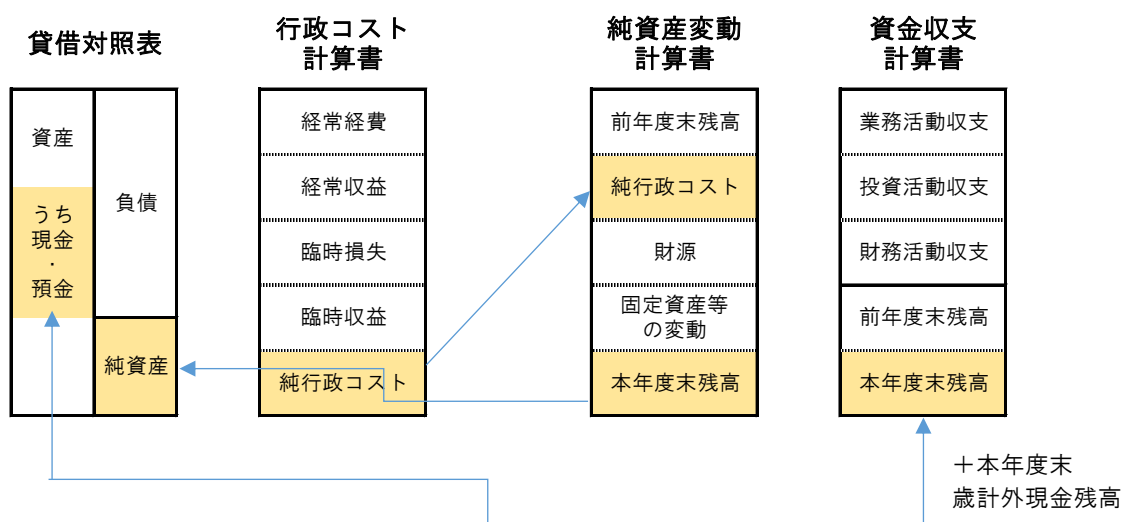 貸借対照表
資産
うち
現金
・
預金
負債
純資産
行政コスト
計算書
経常経費
経常収益
臨時損失
臨時収益
純行政コスト
純資産変動
計算書
前年度末残高
純行政コスト
財源
固定資産等
の変動
本年度末残高
資金収支
計算書
業務活動収支
投資活動収支
財務活動収支
前年度末残高
本年度末残高
＋本年度末
歳計外現金残高